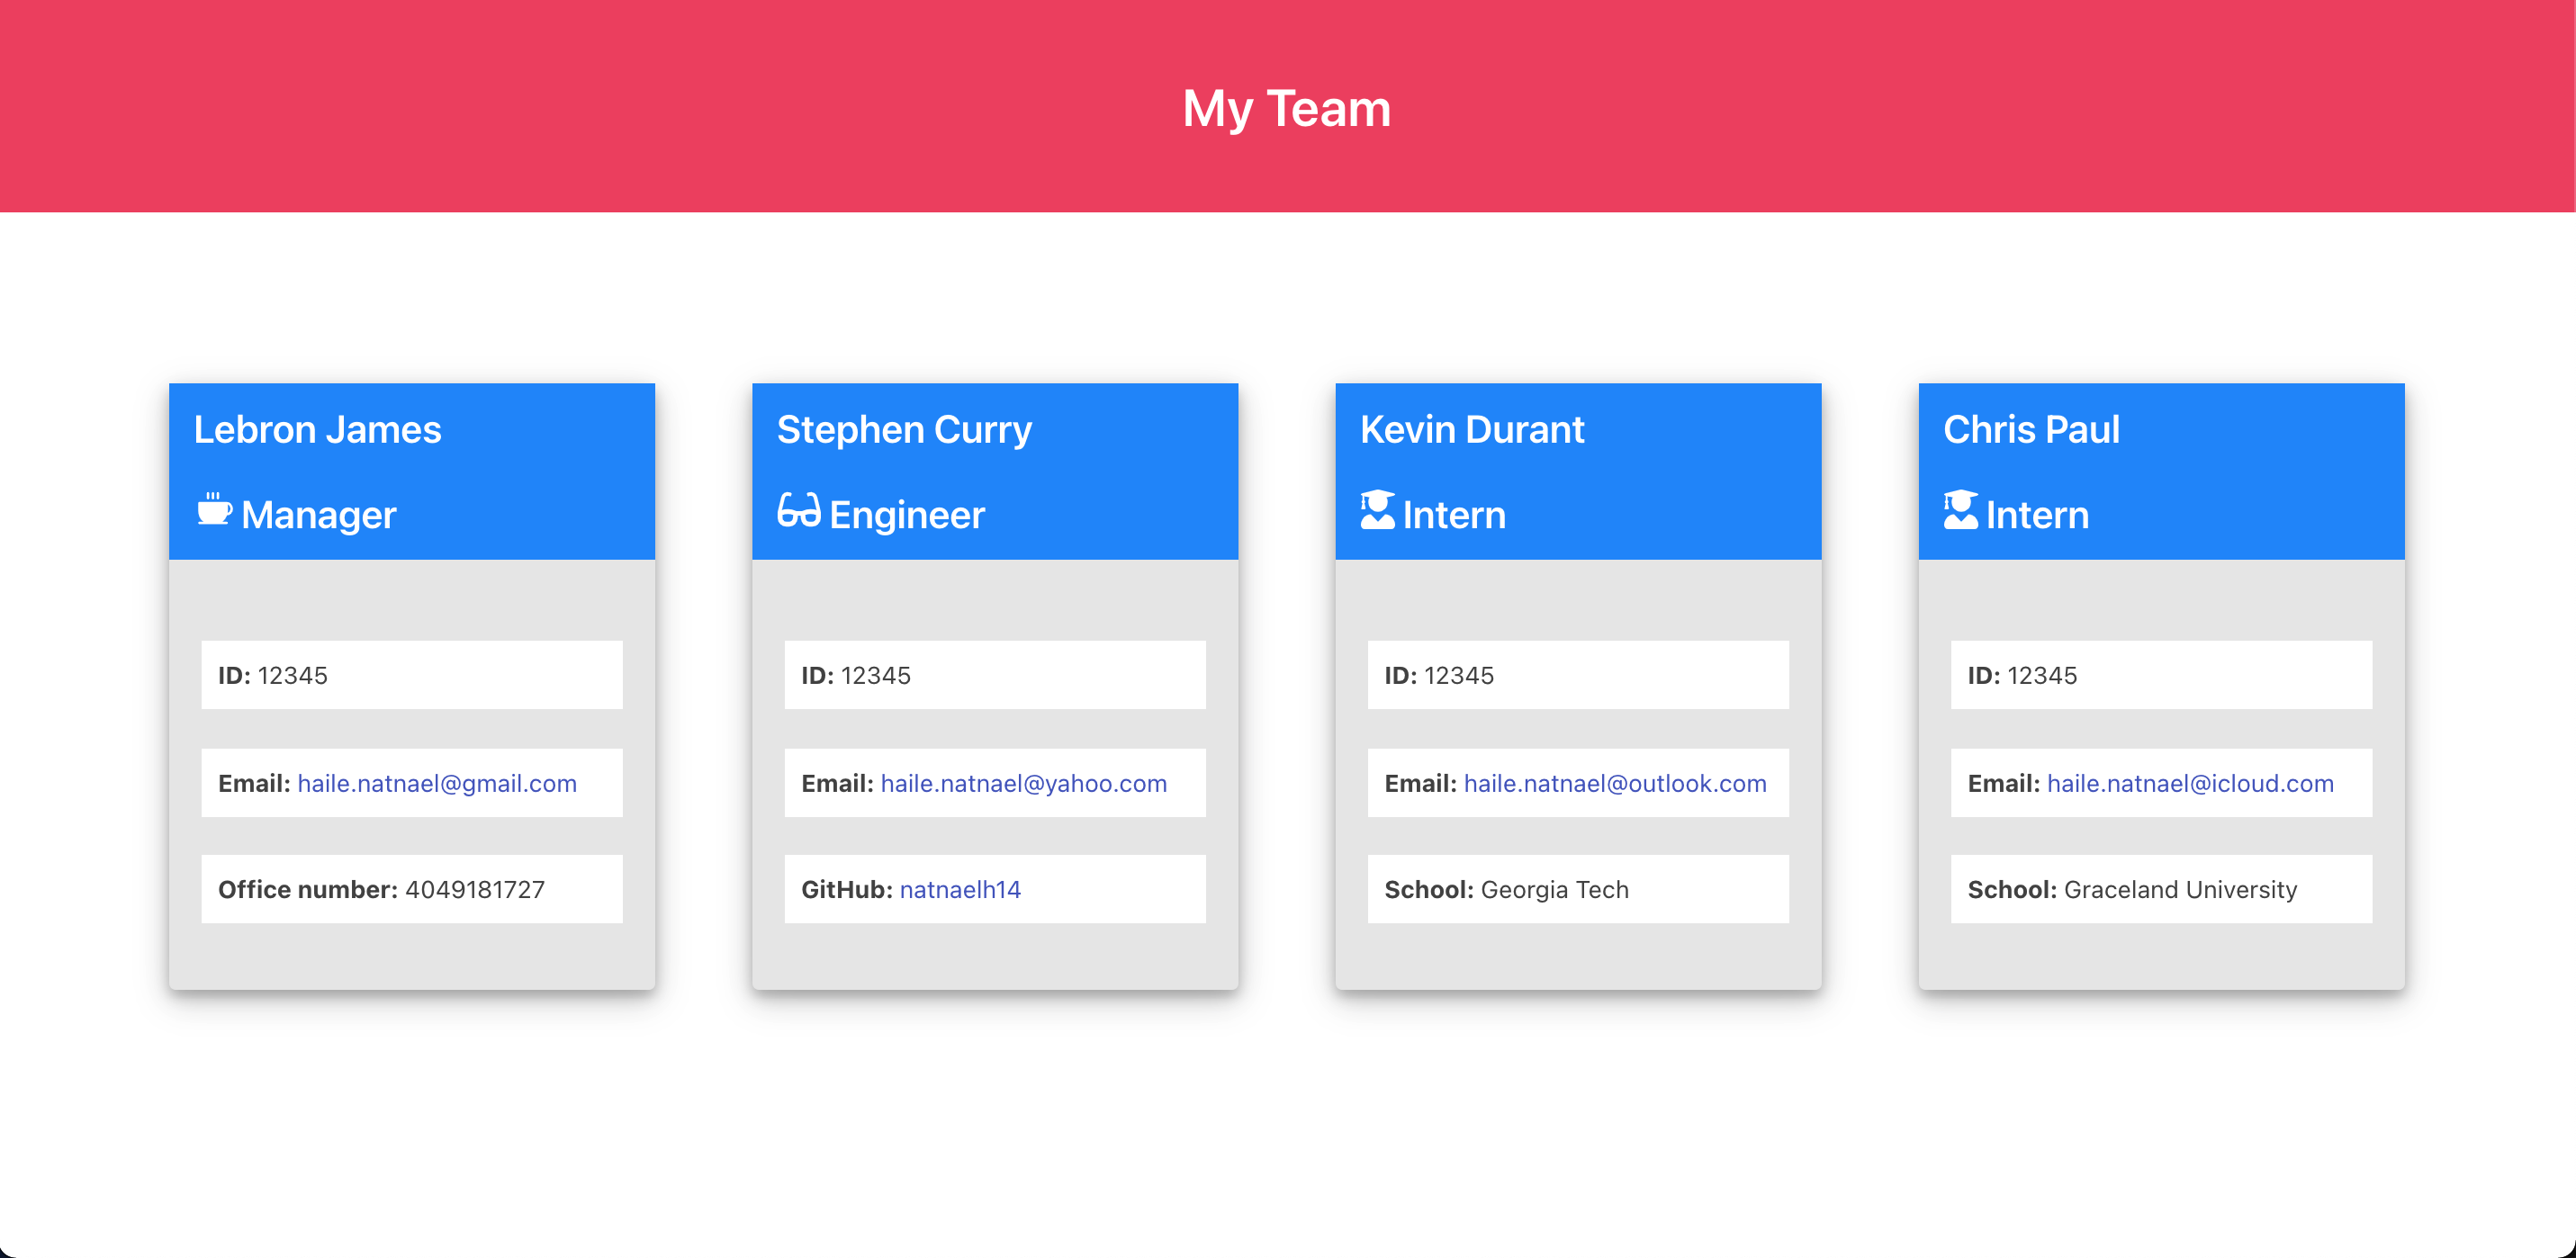 My Team
Lebron James
Manager
ID: 12345
Email: haile.natnael@gmail.com
Office number: 4049181727
Stephen Curry
Engineer
ID: 12345
Email: haile.natnael@yahoo.com
GitHub: natnaelh14
Kevin Durant
Intern
ID: 12345
Email: haile.natnael@outlook.com
School: Georgia Tech
Chris Paul
Intern
ID: 12345
Email: haile.natnael@icloud.com
School: Graceland University